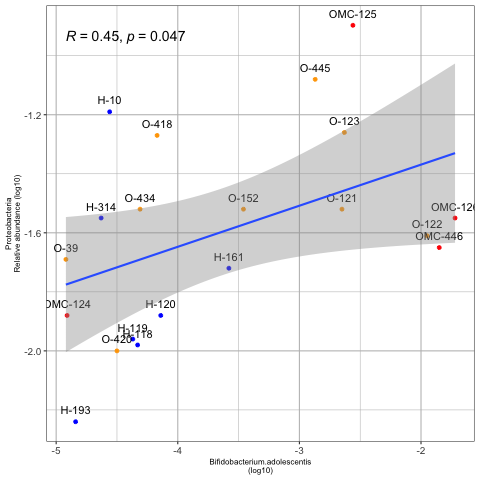 OMC-125
R = 0.45, p = 0.047
O-445
H-10
-1.2
O-418
O-123
H-314
O-434
O-152
O-121
OMC-126
O-122
-1.6
OMC-446
O-39
H-161
OMC-124
H-120
H-119
H-118
O-420
-2.0
H-193
-5
-4
-3
-2
Proteobacteria
Relative abundance (log10)
Bifidobacterium.adolescentis
(log10)